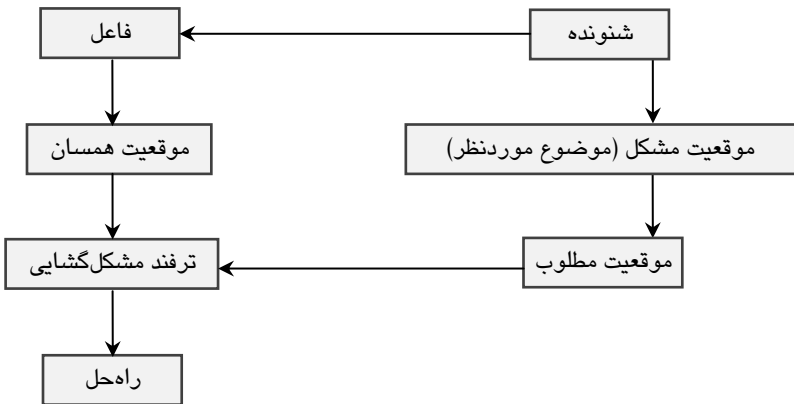 شنونده
فاعل
موقعیت مشکل (موضوع موردنظر)
موقعیت همسان
موقعیت مطلوب
ترفند مشکل‌گشایی
راه‌حل